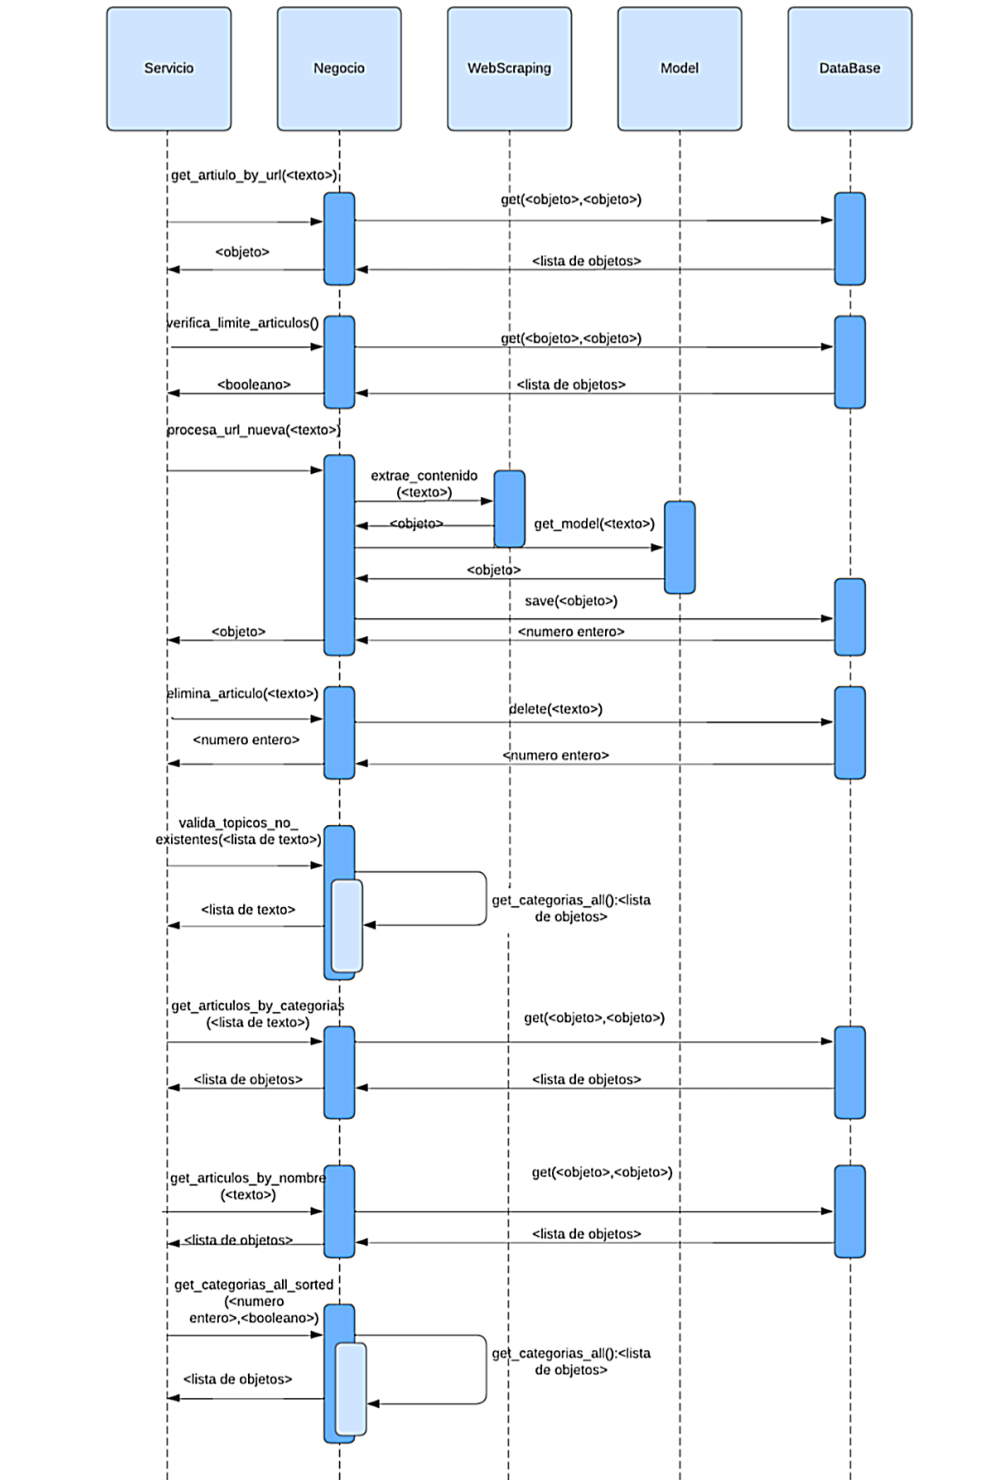 Servicio
Negocio
WebScraping
Model
DataBase
get_artiulo_by_url(<texto>)
get(<objeto>,<objeto>)
<objeto>
<lista de objetos>
verifica_limite_articulos()
get(<bojeto>,<objeto>)
<booleano>
<lista de objetos>
procesa_url_nueva(<texto>)
extrae_contenido
(<texto>)
<objeto>
get_model(<texto>)
<objeto>
save(<objeto>)
<objeto>
<numero entero>
elimina_articulo(<texto>)
delete(<texto>)
<numero entero>
<numero entero>
valida_topicos_no_
existentes(<lista de texto>)
get_categorias_all():<lista
de objetos>
<lista de texto>
get_articulos_by_categorias
(<lista de texto>)
get(<objeto>,<objeto>)
<lista de objetos>
<lista de objetos>
get_articulos_by_nombre
(<texto>)
get(<objeto>,<objeto>)
<lista de objetos>
<lista de objetos>
get_categorias_all_sorted
(<numero
entero>,<booleano>)
get_categorias_all():<lista
de objetos>
<lista de objetos>